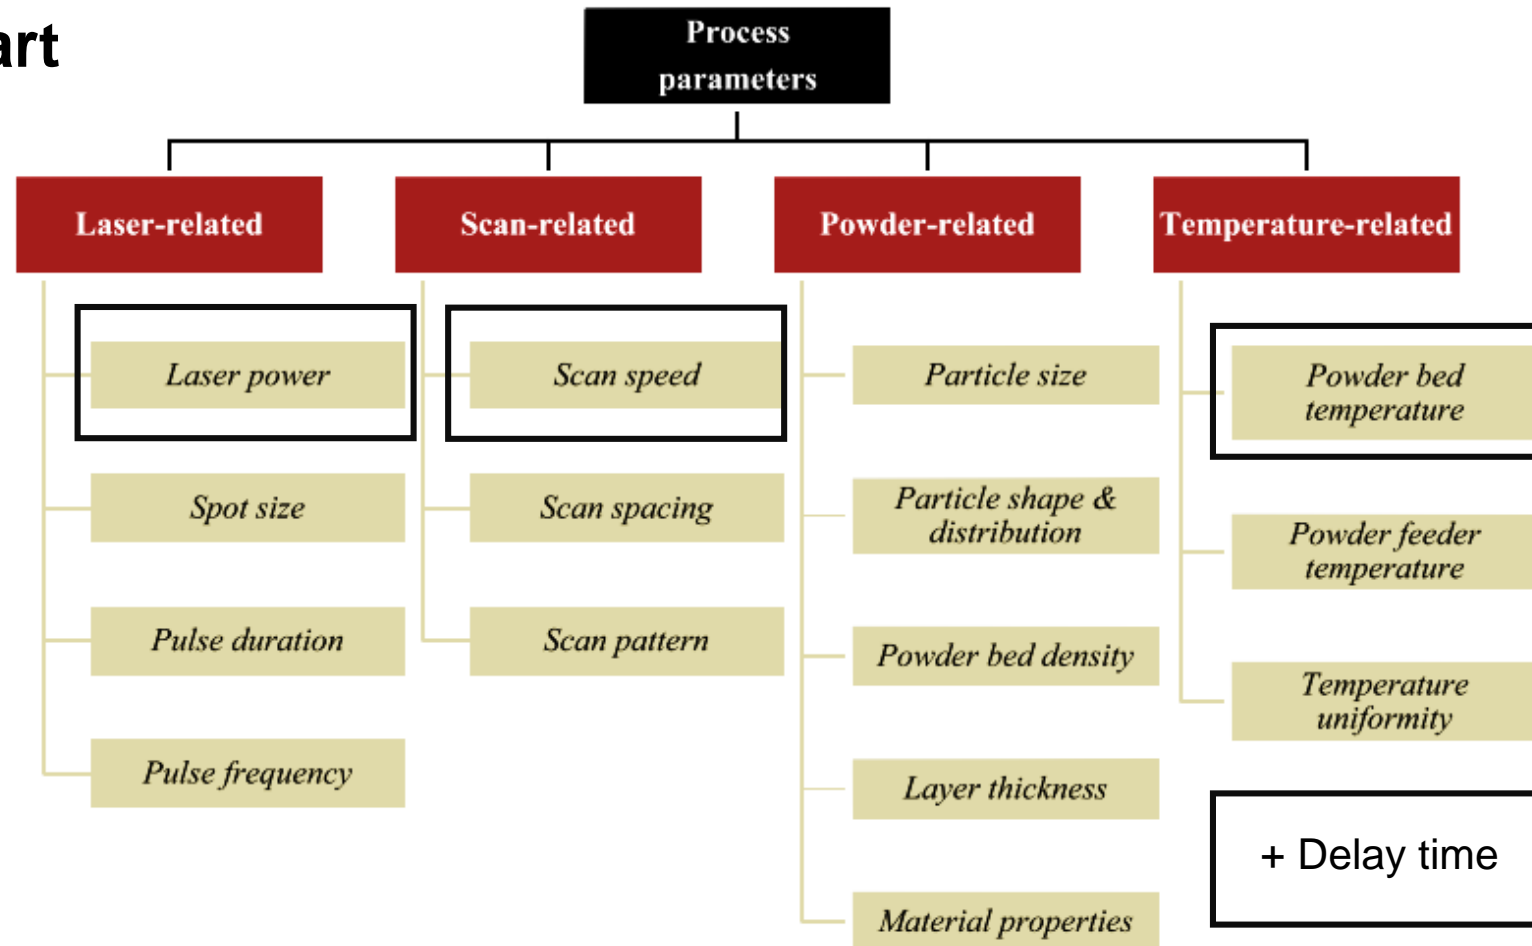 art
Process
parameters
Laser-related
Scan-related
Powder-related
Temperature-related
Laser power
Spot size
Pulse duration
Pulse frequency
Scan speed
Scan spacing
Scan pattern
Particle size
Particle shape &
distribution
Powder bed density
Layer thickness
Material properties
Powder bed
temperature
Powder feeder
temperature
Temperature
uniformity
+ Delay time